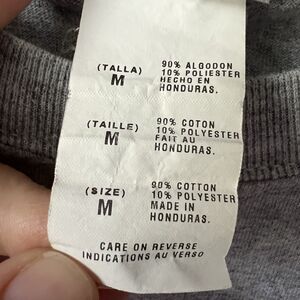 90% ALGODON
(TALLA) 10% POLIESTER
M HECHO EN
HONDURAS.
90% COTON
(TAILLE) 10% POLYESTER
M FAIT AU
HONDURAS.
90% COTTON
(SIZE) 10% POLYESTER
M MADE IN
HONDURAS.
CARE ON REVERSE
INDICATIONS AU VERSO